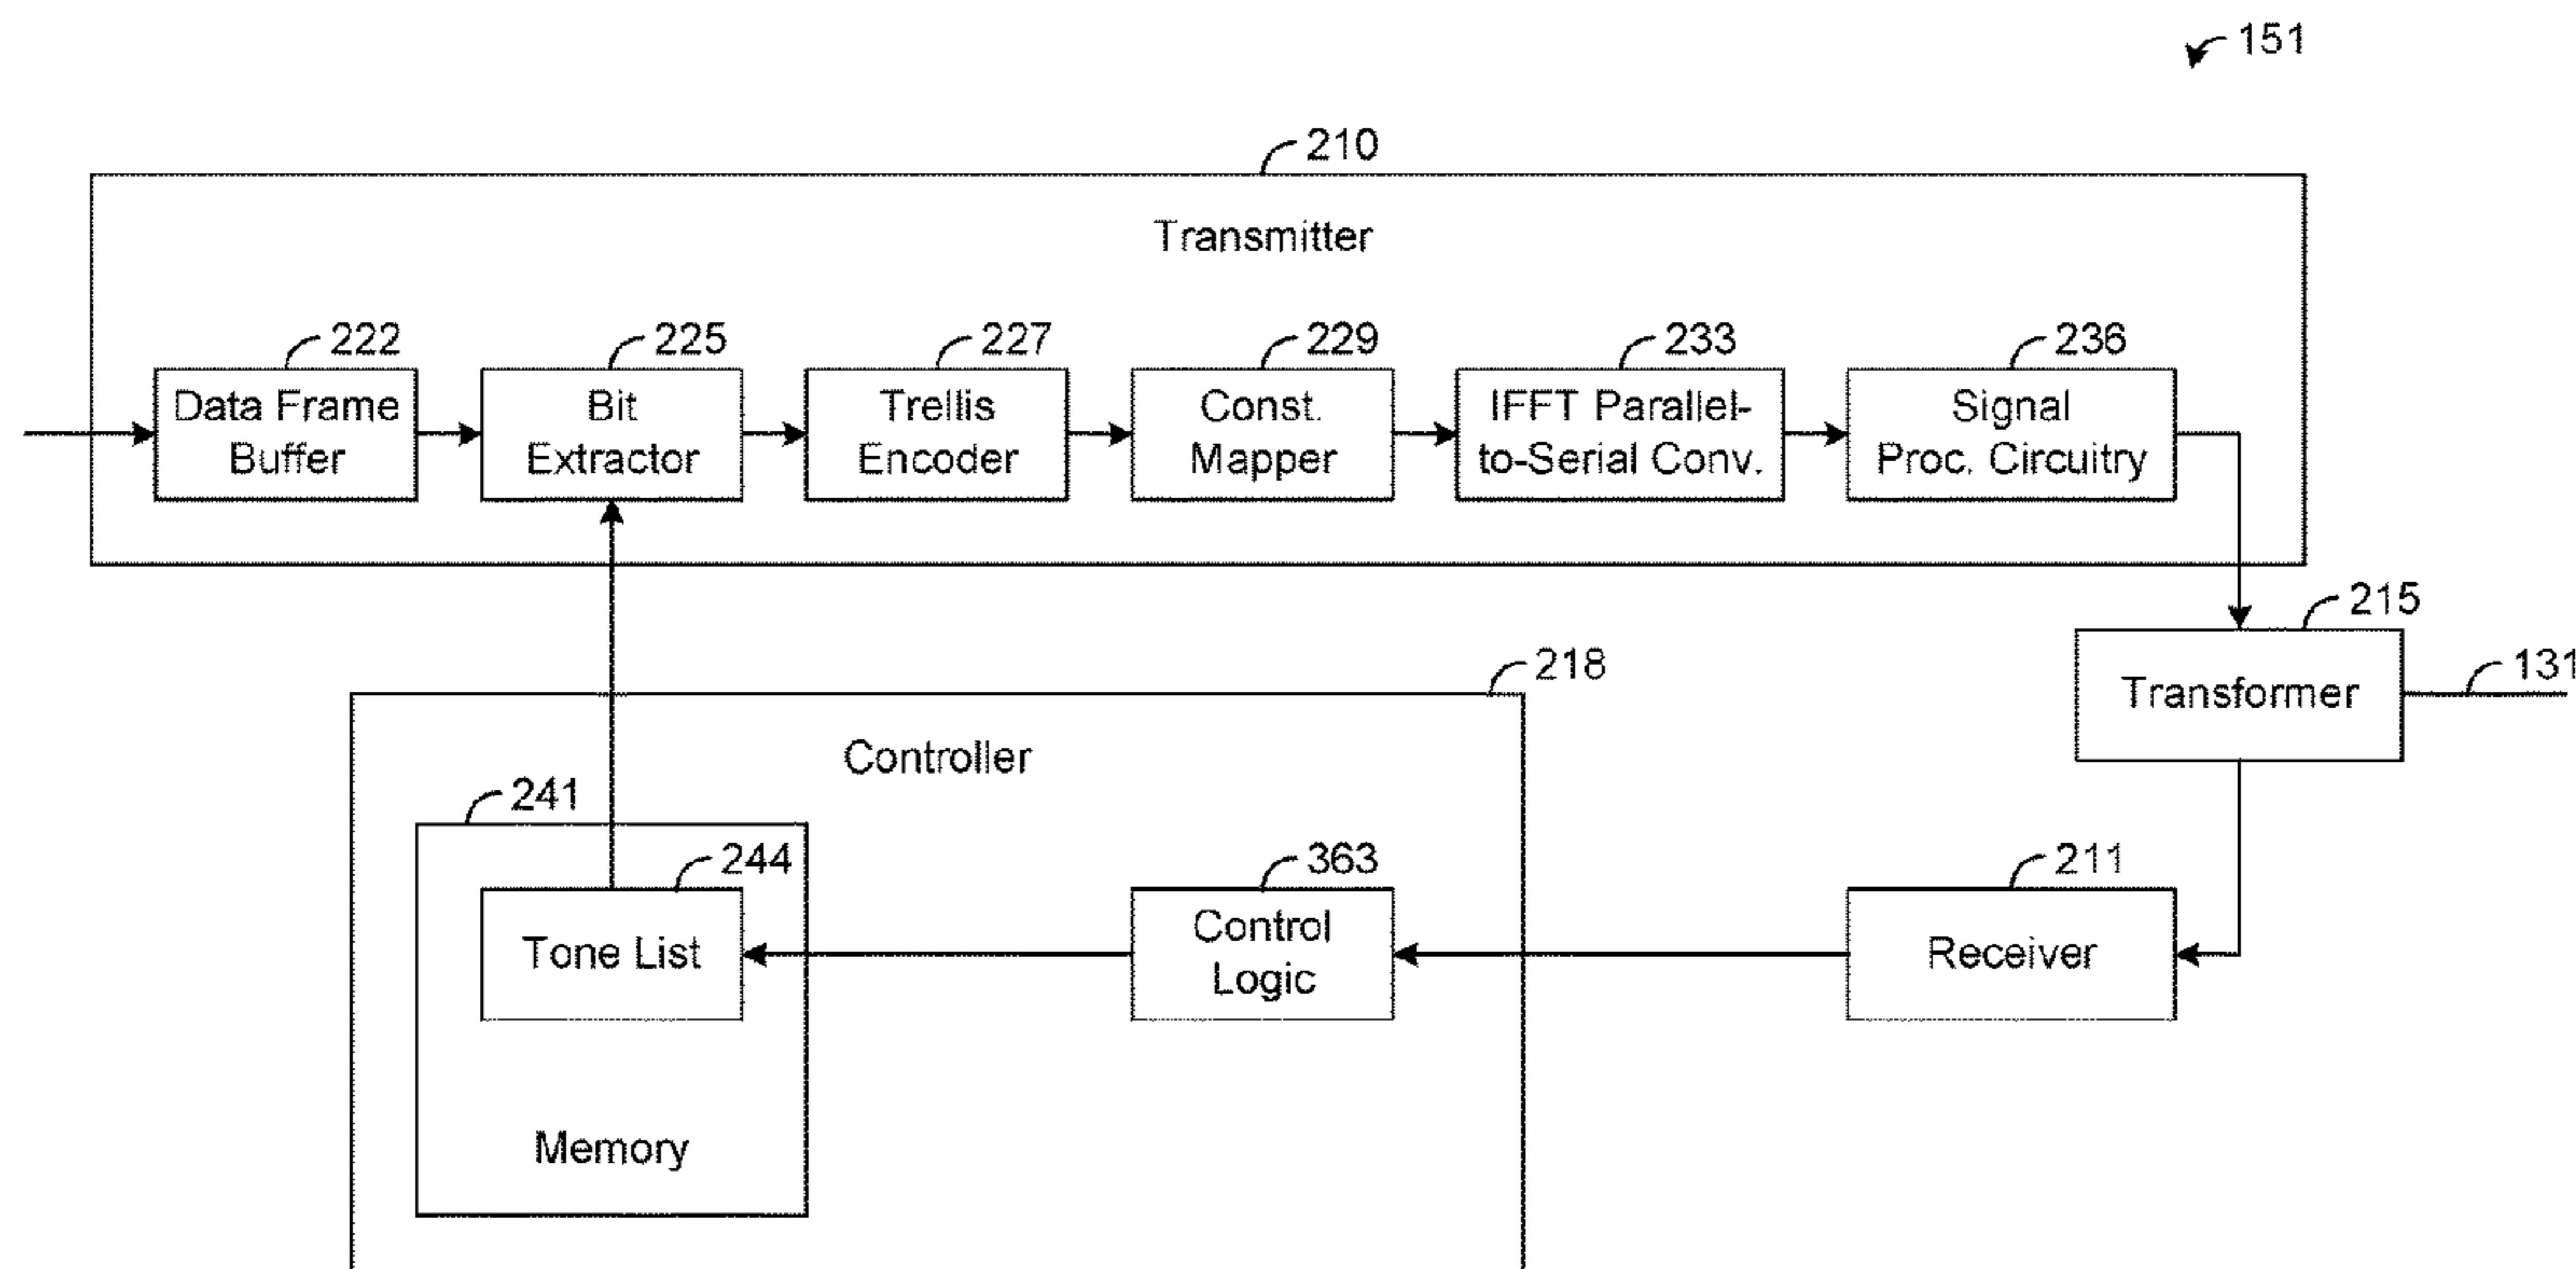 151
210
Transmitter
222
225
227
229
233
236
Data Frame
Buffer
Bit
Extractor
Trellis
Encoder
Const.
Mapper
IFFT Parallel-
to-Serial Conv.
Signal
Proc. Circuitry
215
Transformer
131
218
Controller
241
244
Tone List
Memory
363
Control
Logic
211
Receiver